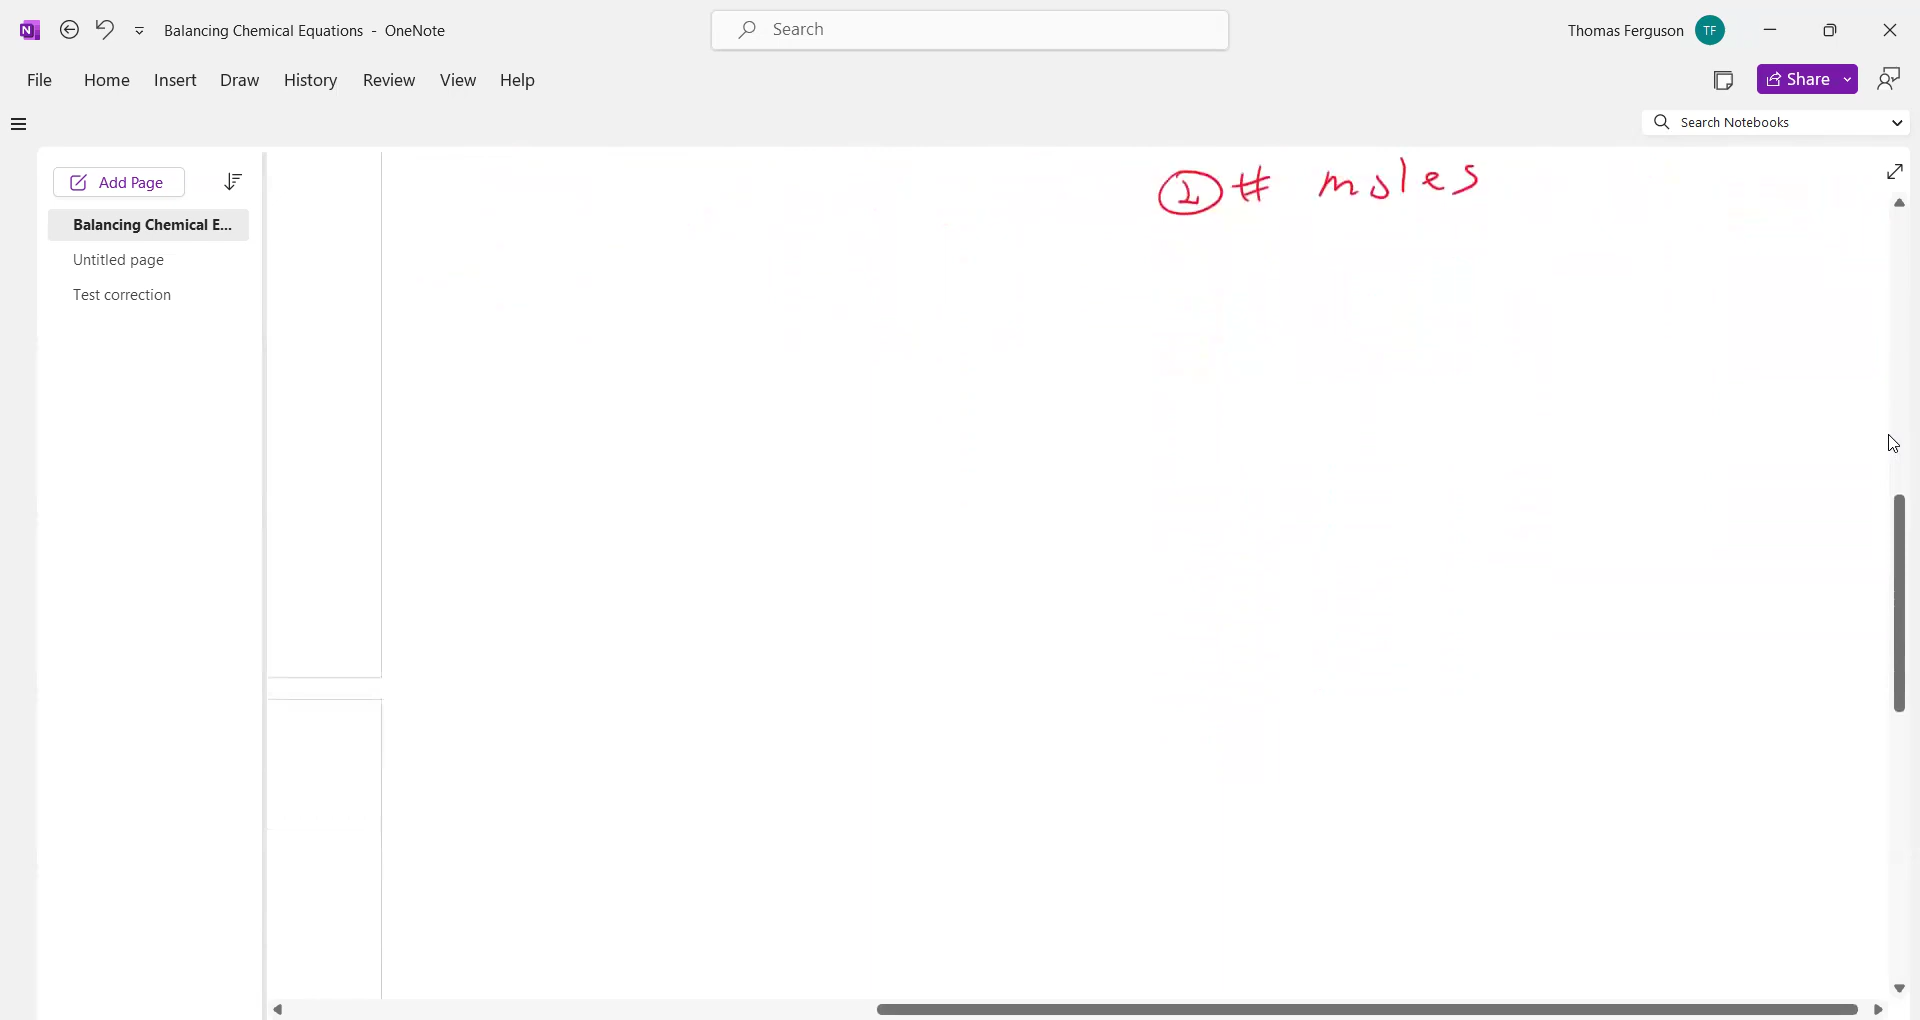 Balancing Chemical Equations - OneNote
Search
Thomas Ferguson
TF
File Home Insert Draw History Review View Help
Share
Search Notebooks
Add Page
Balancing Chemical E...
Untitled page
Test correction
② # moles